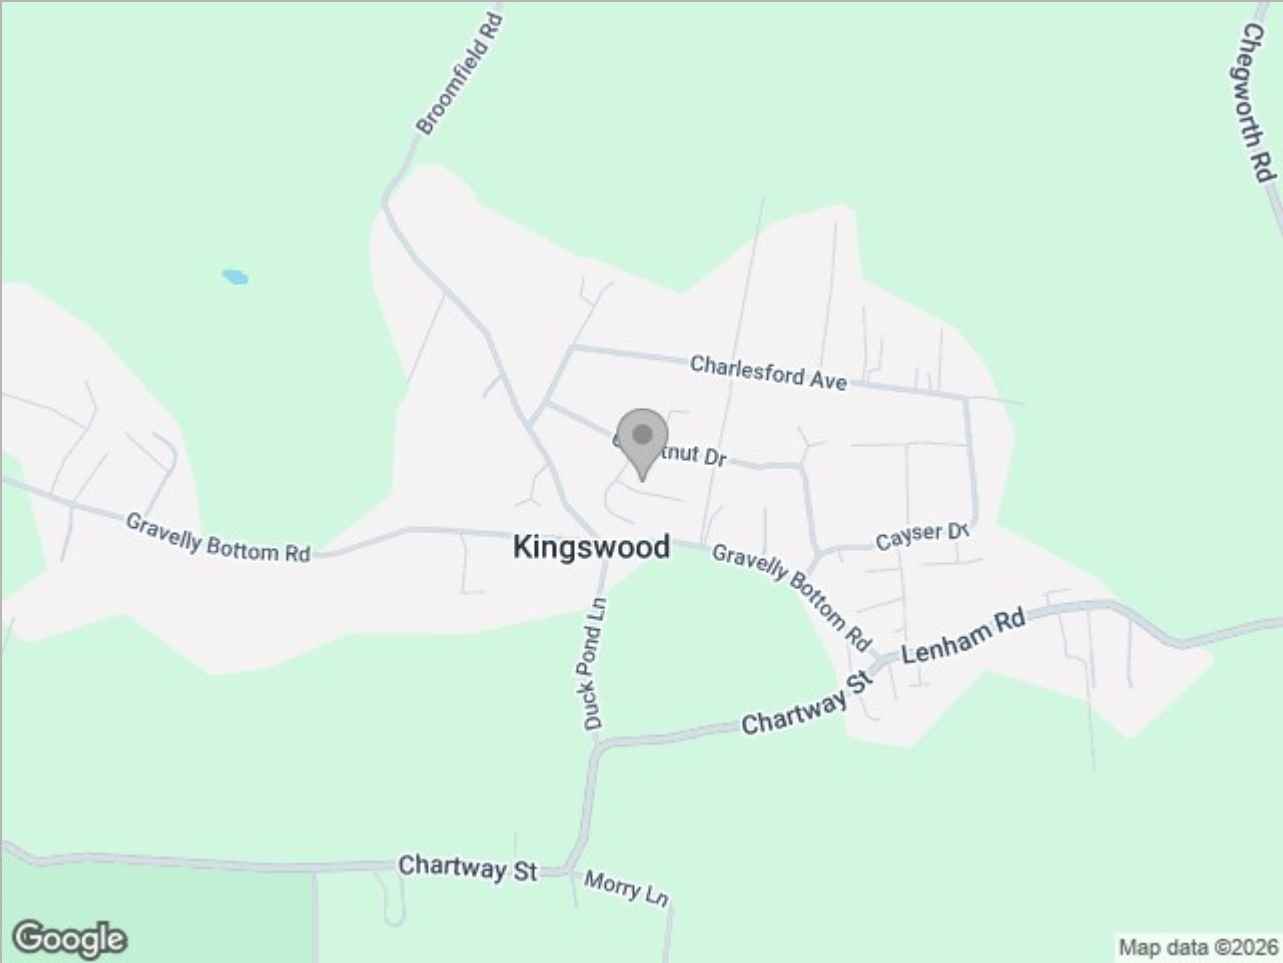 Broomfield Rd
Chegworth Rd
Charlesford Ave
tnut Dr
Gravelly Bottom Rd
Kingswood
Cayser Dr
Gravelly Bottom Rd
Lenham Rd
Duck Pond Ln
Chartway St
Chartway St
Morry Ln
Google
Map data ©2026